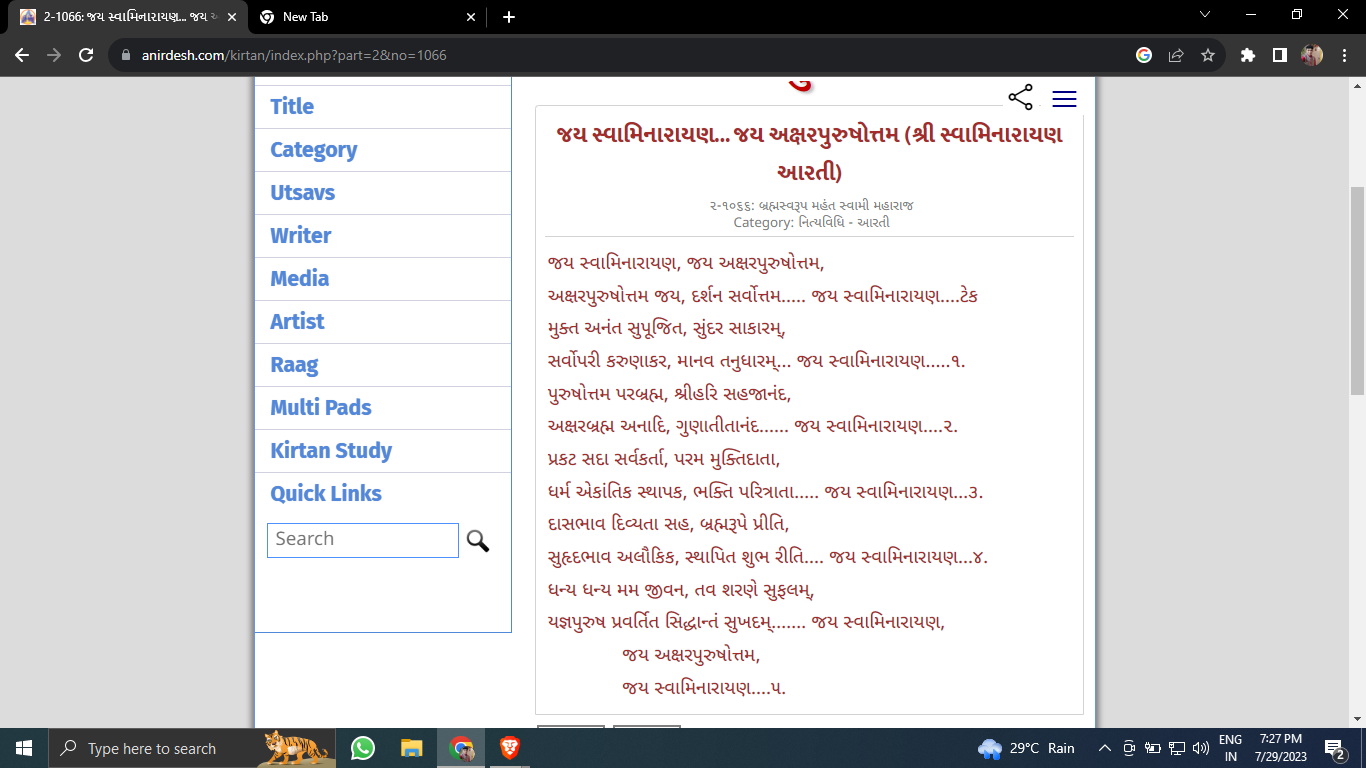 2-1066: જય સ્વામિનારાયણ... જય
New Tab
anirdesh.com/kirtan/index.php?part=2&no=1066
Title
Category
Utsavs
Writer
Media
Artist
Raag
Multi Pads
Kirtan Study
Quick Links
Search
જય સ્વામિનારાયણ... જય અક્ષરપુરુષોત્તમ (શ્રી સ્વામિનારાયણ
આરતી)
૨-૧૦૬૬: બ્રહ્મસ્વરૂપ મહંત સ્વામી મહારાજ
Category: નિત્યવિધિ - આરતી
જય સ્વામિનારાયણ, જય અક્ષરપુરુષોત્તમ,
અક્ષરપુરુષોત્તમ જય, દર્શન સર્વોત્તમ..... જય સ્વામિનારાયણ....ટેક
મુક્ત અનંત સુપૂજિત, સુંદર સાકારમ્,
સર્વોપરી કરુણાકર, માનવ તનુધારમ્... જય સ્વામિનારાયણ.....૧.
પુરુષોત્તમ પરબ્રહ્મ, શ્રીહરિ સહજાનંદ,
અક્ષરબ્રહ્મ અનાદિ, ગુણાતીતાનંદ...... જય સ્વામિનારાયણ....૨.
પ્રકટ સદા સર્વકર્તા, પરમ મુક્તિદાતા,
ધર્મ એકાંતિક સ્થાપક, ભક્તિ પરિત્રાતા..... જય સ્વામિનારાયણ...૩.
દાસભાવ દિવ્યતા સહ, બ્રહ્મરૂપે પ્રીતિ,
સુહૃદભાવ અલૌકિક, સ્થાપિત શુભ રીતિ.... જય સ્વામિનારાયણ...૪.
ધન્ય ધન્ય મમ જીવન, તવ શરણે સુફલમ્,
યજ્ઞપુરુષ પ્રવર્તિત સિદ્ધાન્તં સુખદમ્....... જય સ્વામિનારાયણ,
જય અક્ષરપુરુષોત્તમ,
જય સ્વામિનારાયણ....૫.
Type here to search
29°C Rain
ENG
IN
7:27 PM
7/29/2023
2